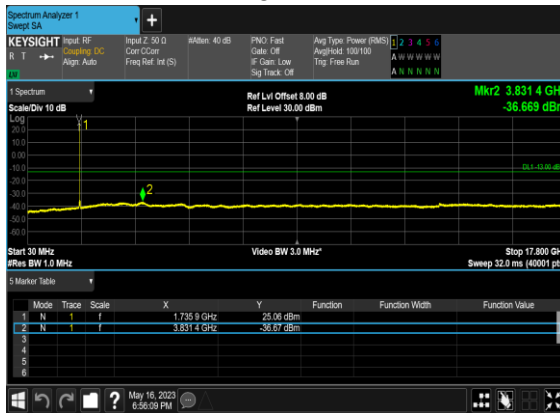 Spectrum Analyzer 1
Swept SA
+
KEYSIGHT Input: RF Input Z: 50 Ω #Atten: 40 dB PNO: Fast Avg Type: Power (RMS) 1 2 3 4 5 6
R T Coupling: DC Corr CCorr Gate: Off Avg|Hold: 100/100 A W W W W W
Align: Auto Freq Ref: Int (S) IF Gain: Low Trig: Free Run
Sig Track: Off A N N N N N
1 Spectrum Ref Lvl Offset 8.00 dB Mkr2 3.831 4 GH
Scale/Div 10 dB Ref Level 30.00 dBm -36.669 dBr
Log
20.0
10.0
0.00
-10.0
-20.0
-30.0
-40.0
-50.0
-60.0
1
2
DL1 -13.00 dB
Start 30 MHz Video BW 3.0 MHz* Stop 17.800 GH
#Res BW 1.0 MHz Sweep 32.0 ms (40001 pt
5 Marker Table
Mode Trace Scale X Y Function Function Width Function Value
1 N 1 f 1.735 9 GHz 25.06 dBm
2 N 1 f 3.831 4 GHz -36.67 dBm
3
4
5
6
? May 16, 2023
6:56:09 PM